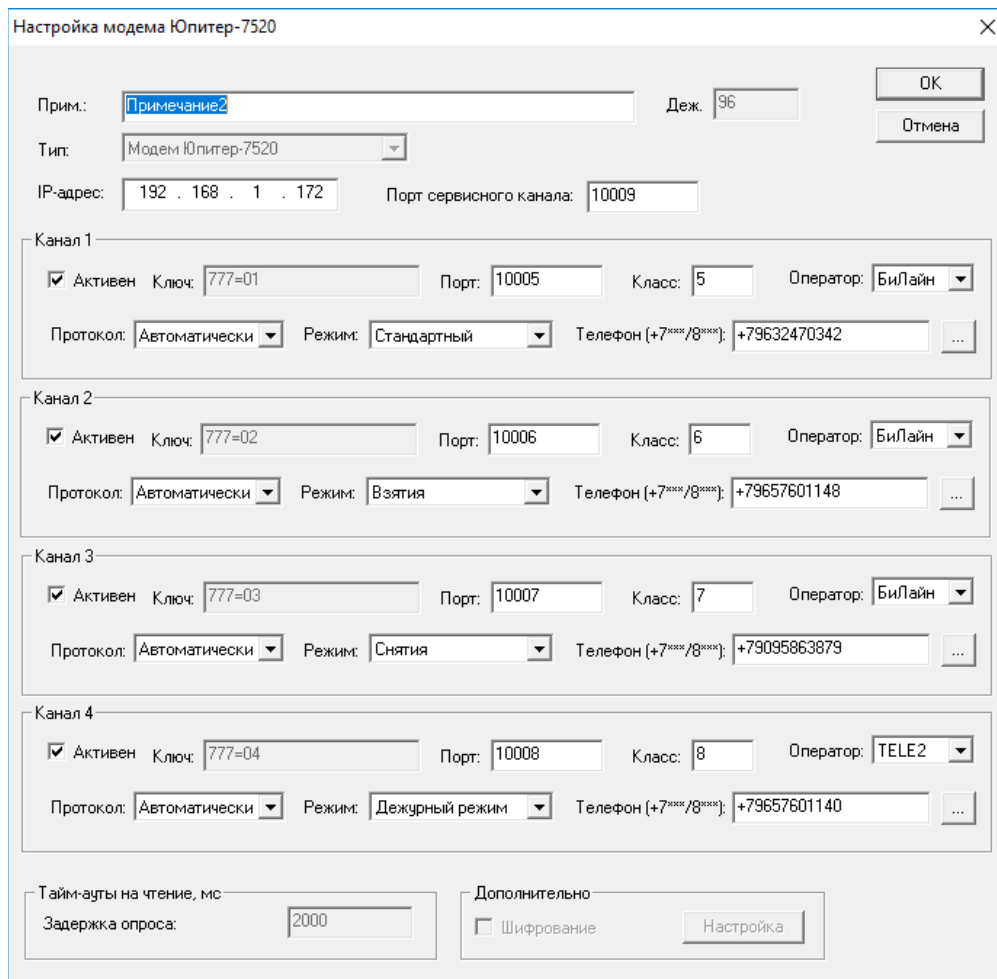 Настройка модема Юпитер-7520
Прим.: Примечание2 Деж. 96 OK
Отмена
Тип: Модем Юпитер-7520
IP-адрес: 192 . 168 . 1 . 172 Порт сервисного канала: 10009
Канал 1
Активен Ключ: 777=01 Порт: 10005 Класс: 5 Оператор: БиЛайн
Протокол: Автоматически Режим: Стандартный Телефон (+7***/8***): +79632470342 ...
Канал 2
Активен Ключ: 777=02 Порт: 10006 Класс: 6 Оператор: БиЛайн
Протокол: Автоматически Режим: Взятия Телефон (+7***/8***): +79657601148 ...
Канал 3
Активен Ключ: 777=03 Порт: 10007 Класс: 7 Оператор: БиЛайн
Протокол: Автоматически Режим: Снятия Телефон (+7***/8***): +79095863879 ...
Канал 4
Активен Ключ: 777=04 Порт: 10008 Класс: 8 Оператор: TELE2
Протокол: Автоматически Режим: Дежурный режим Телефон (+7***/8***): +79657601140 ...
Тайм-ауты на чтение, мс
Задержка опроса: 2000
Дополнительно
Шифрование Настройка